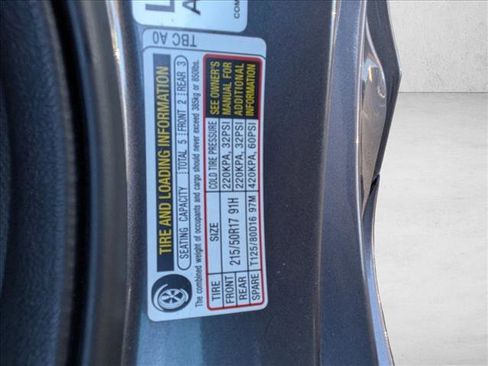 L
A
COM
TBC A0
TIRE AND LOADING INFORMATION
SEATING CAPACITY TOTAL 5 FRONT 2 REAR 3
The combined weight of occupants and cargo should never exceed 385kg or 850lbs.
TIRE SIZE COLD TIRE PRESSURE
FRONT 215/50R17 91H 220KPA, 32PSI
REAR 220KPA, 32PSI
SPARE T125/80D16 97M 420KPA, 60PSI
SEE OWNER'S
MANUAL FOR
ADDITIONAL
INFORMATION